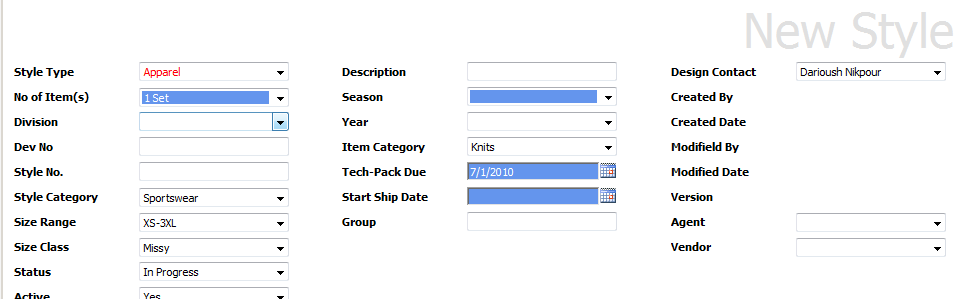 New Style
Style Type Apparel Description Design Contact Darioush Nikpour
No of Item(s) 1 Set Season Created By
Division Year Created Date
Dev No Item Category Knits Modifield By
Style No. Tech-Pack Due 7/1/2010 Modified Date
Style Category Sportswear Start Ship Date Version
Size Range XS-3XL Group Agent
Size Class Missy Vendor
Status In Progress
Active Yes